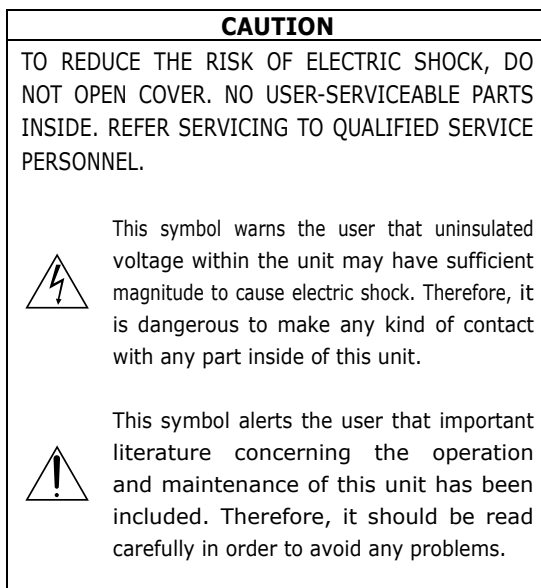 CAUTION
TO REDUCE THE RISK OF ELECTRIC SHOCK, DO
NOT OPEN COVER. NO USER-SERVICEABLE PARTS
INSIDE. REFER SERVICING TO QUALIFIED SERVICE
PERSONNEL.
This symbol warns the user that uninsulated
voltage within the unit may have sufficient
magnitude to cause electric shock. Therefore, it
is dangerous to make any kind of contact
with any part inside of this unit.
This symbol alerts the user that important
literature concerning the operation
and maintenance of this unit has been
included. Therefore, it should be read
carefully in order to avoid any problems.